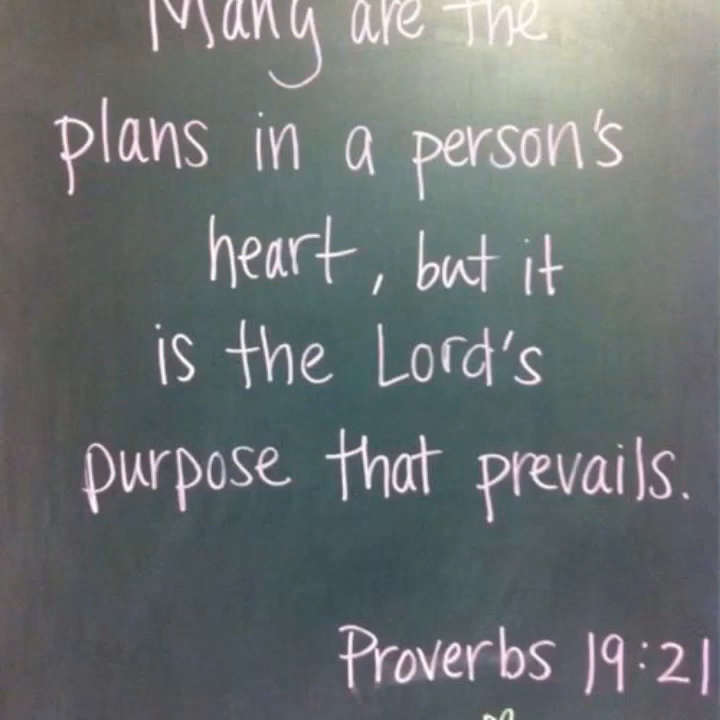 Many are the
plans in a person's
heart, but it
is the Lord's
purpose that prevails.
Proverbs 19:21